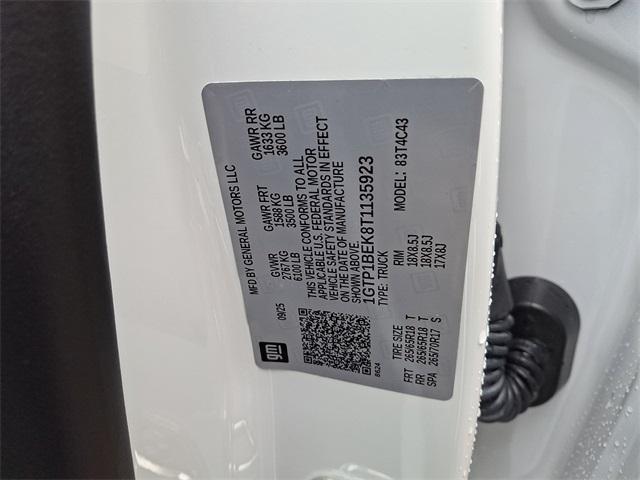 MFD BY GENERAL MOTORS LLC
09/25 GVWR GAWR FRT GAWR RR
2767 KG 1588 KG 1633 KG
6100 LB 3500 LB 3600 LB
THIS VEHICLE CONFORMS TO ALL
APPLICABLE U.S. FEDERAL MOTOR
VEHICLE SAFETY STANDARDS IN EFFECT
ON THE DATE OF MANUFACTURE
SHOWN ABOVE.
1GTP1BEK8T1135923
TYPE: TRUCK MODEL: 83T4C43
gm
8624
TIRE SIZE RIM
FRT 265/65R18 T 18X8.5J
RR 265/65R18 T 18X8.5J
SPA 265/70R17 S 17X8J